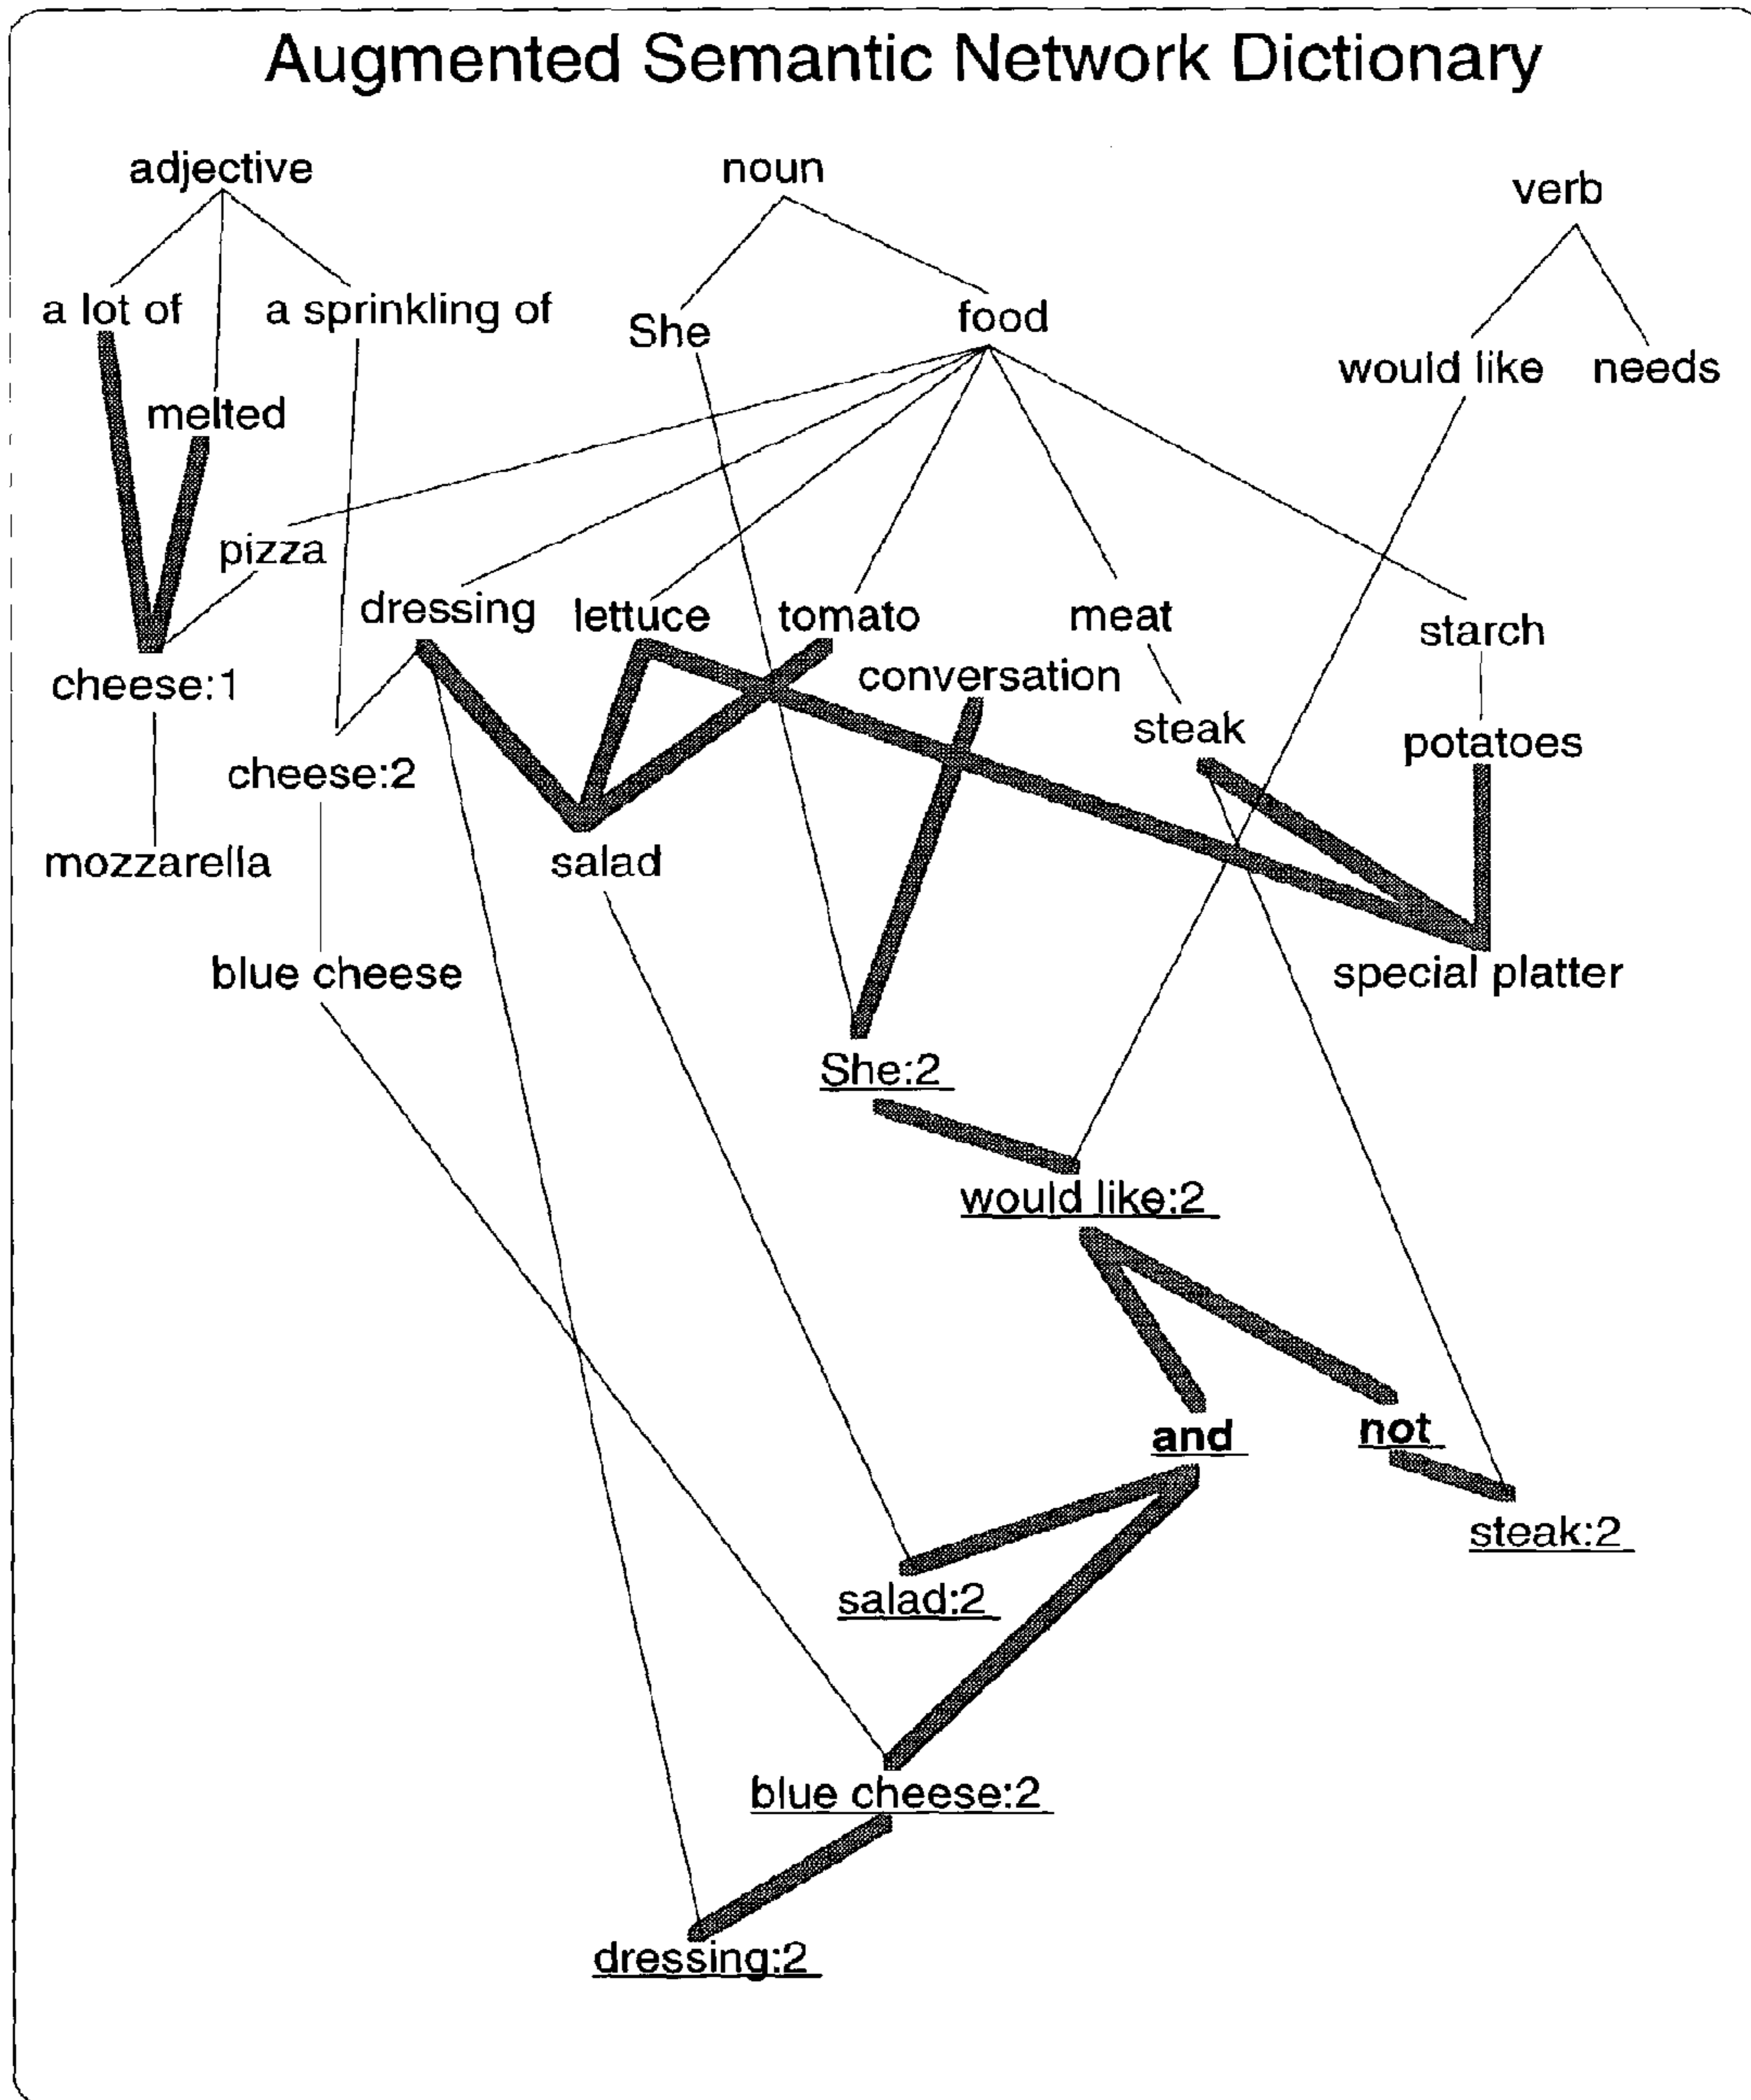 Augmented Semantic Network Dictionary
adjective
noun
verb
a lot of
a sprinkling of
She
food
would like
needs
melted
pizza
dressing
lettuce
tomato
meat
starch
cheese:1
conversation
steak
potatoes
cheese:2
mozzarella
salad
blue cheese
special platter
She:2
would like:2
and
not
steak:2
salad:2
blue cheese:2
dressing:2